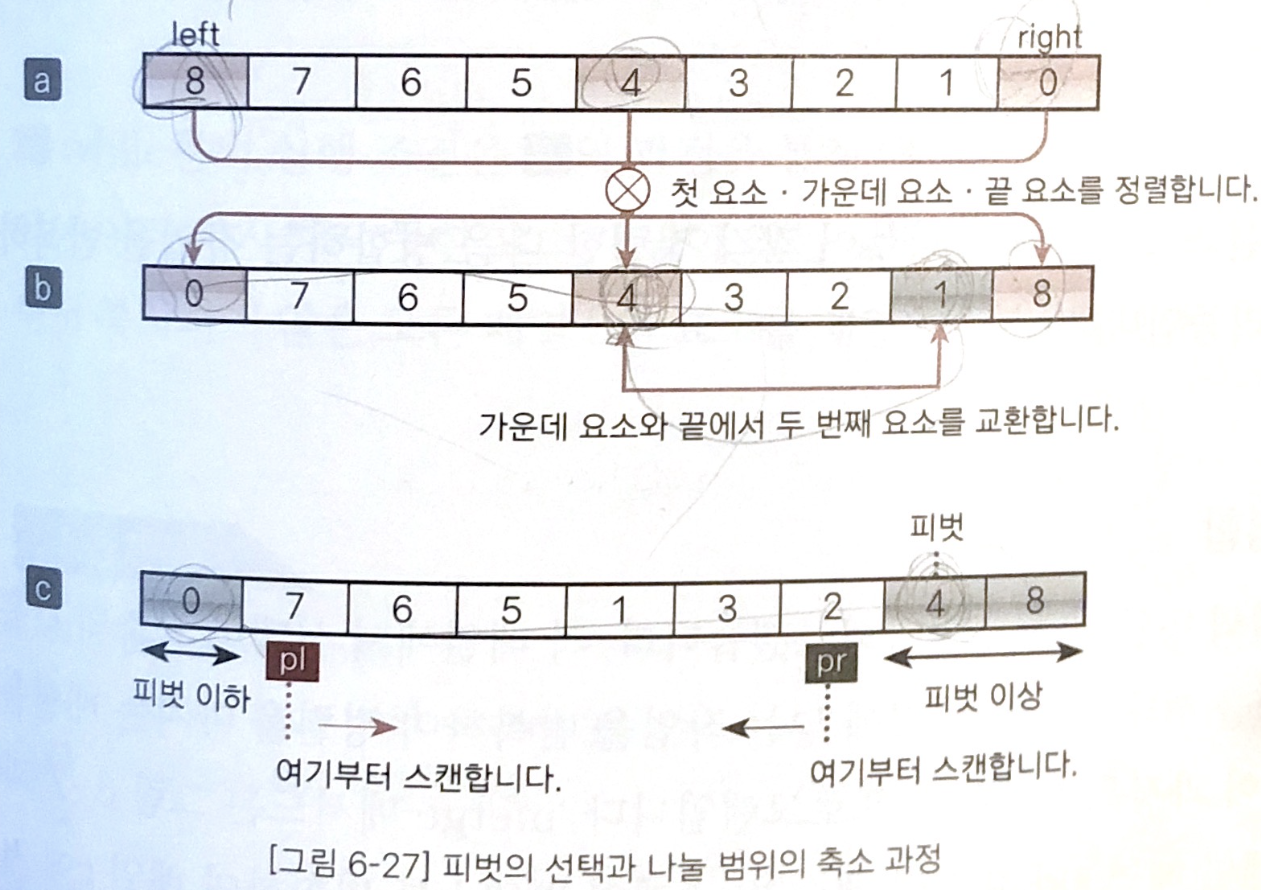 left right
a 8 7 6 5 4 3 2 1 0
첫 요소 · 가운데 요소 · 끝 요소를 정렬합니다.
b 0 7 6 5 4 3 2 1 8
가운데 요소와 끝에서 두 번째 요소를 교환합니다.
피벗
c 0 7 6 5 1 3 2 4 8
pl pr
피벗 이하 피벗 이상
여기부터 스캔합니다. 여기부터 스캔합니다.
[그림 6-27] 피벗의 선택과 나눌 범위의 축소 과정